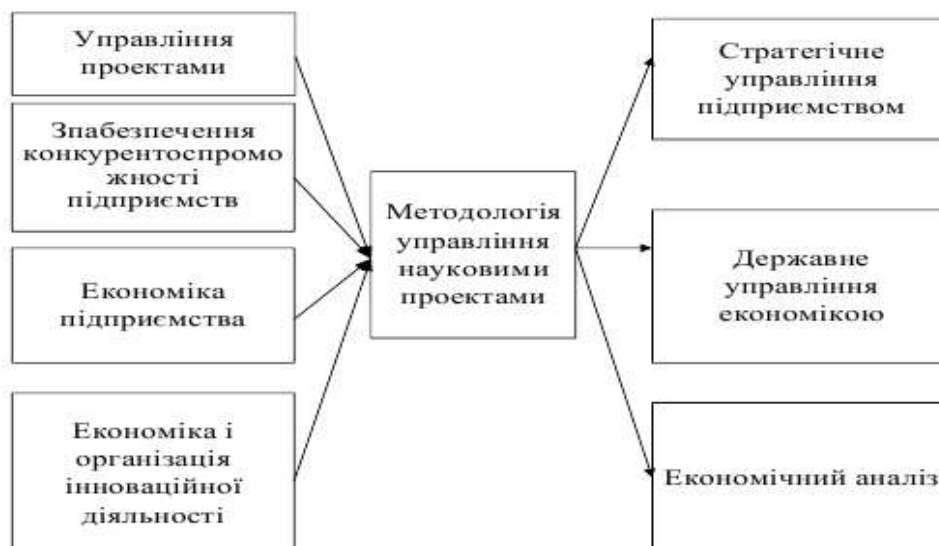 Управління
проектами
Зпабезпечення
конкурентоспромо
жності
підприємств
Економіка
підприємства
Економіка і
організація
інноваційної
діяльності
Методологія
управління
науковими
проектами
Стратегічне
управління
підприємством
Державне
управління
економікою
Економічний аналіз